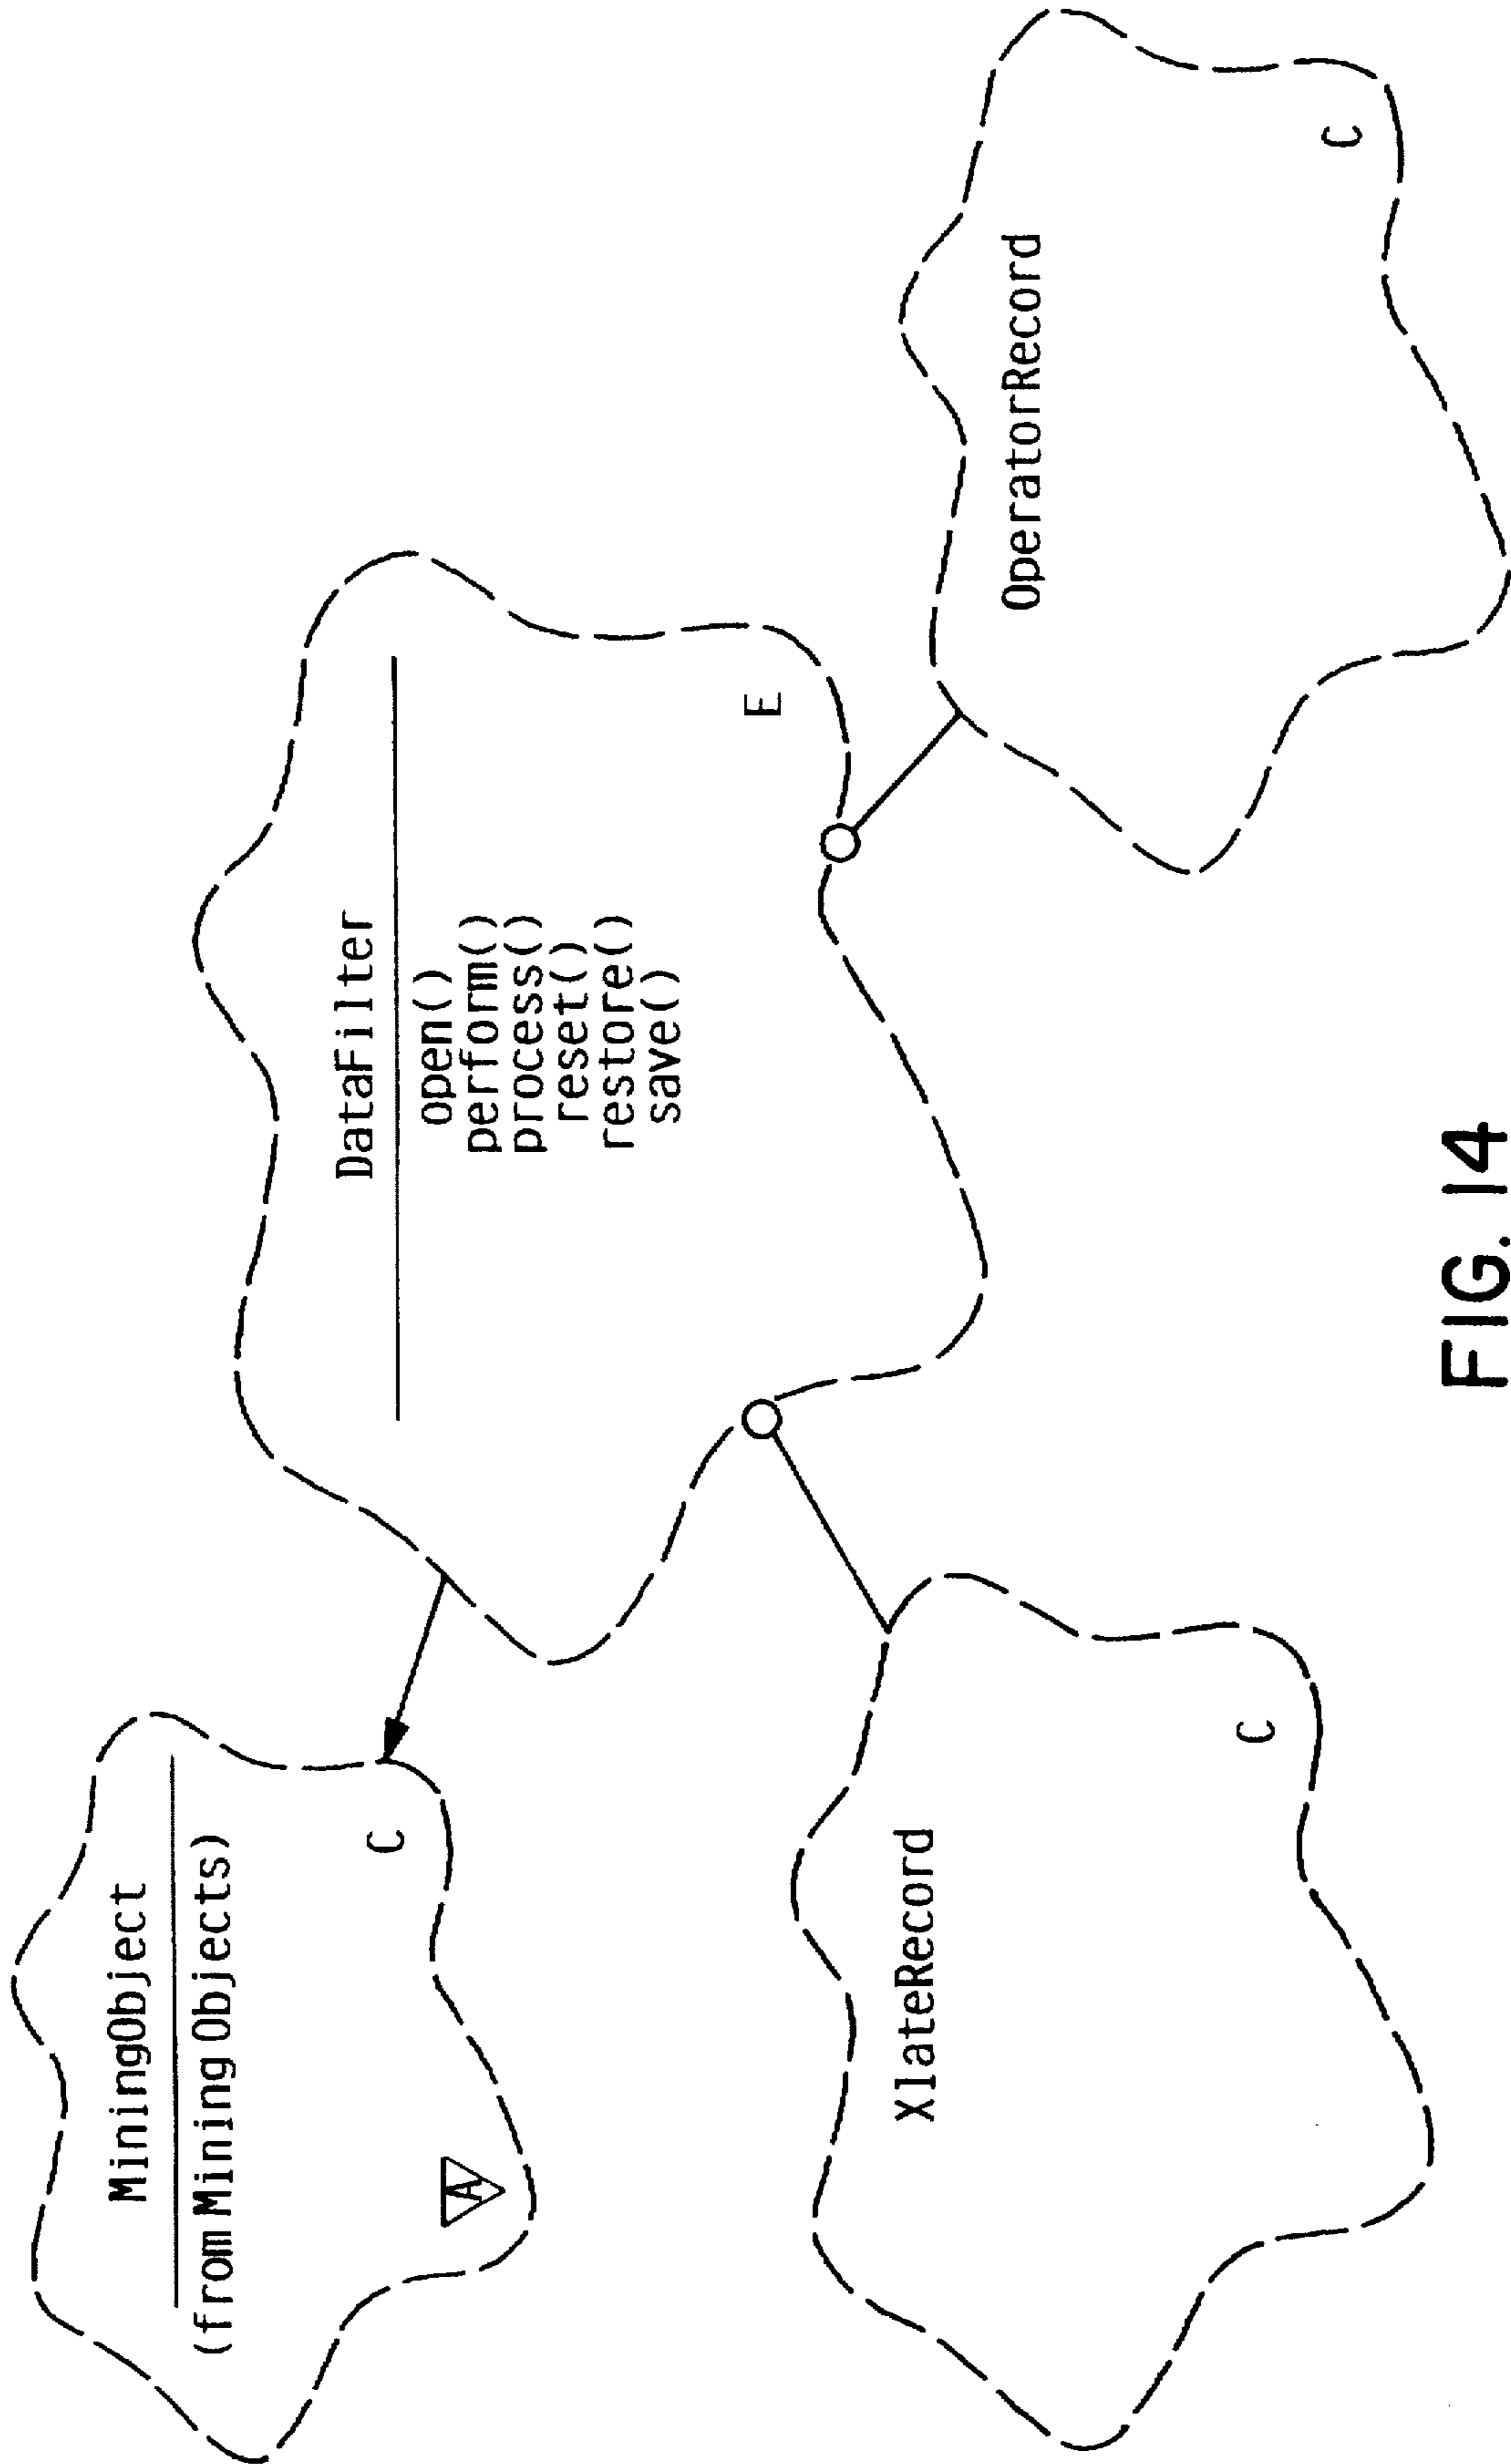 MiningObject
(from Mining Objects)
A
C
DataFilter
open()
perform()
process()
reset()
restore()
save()
E
XlateRecord
C
OperatorRecord
C
FIG. 14